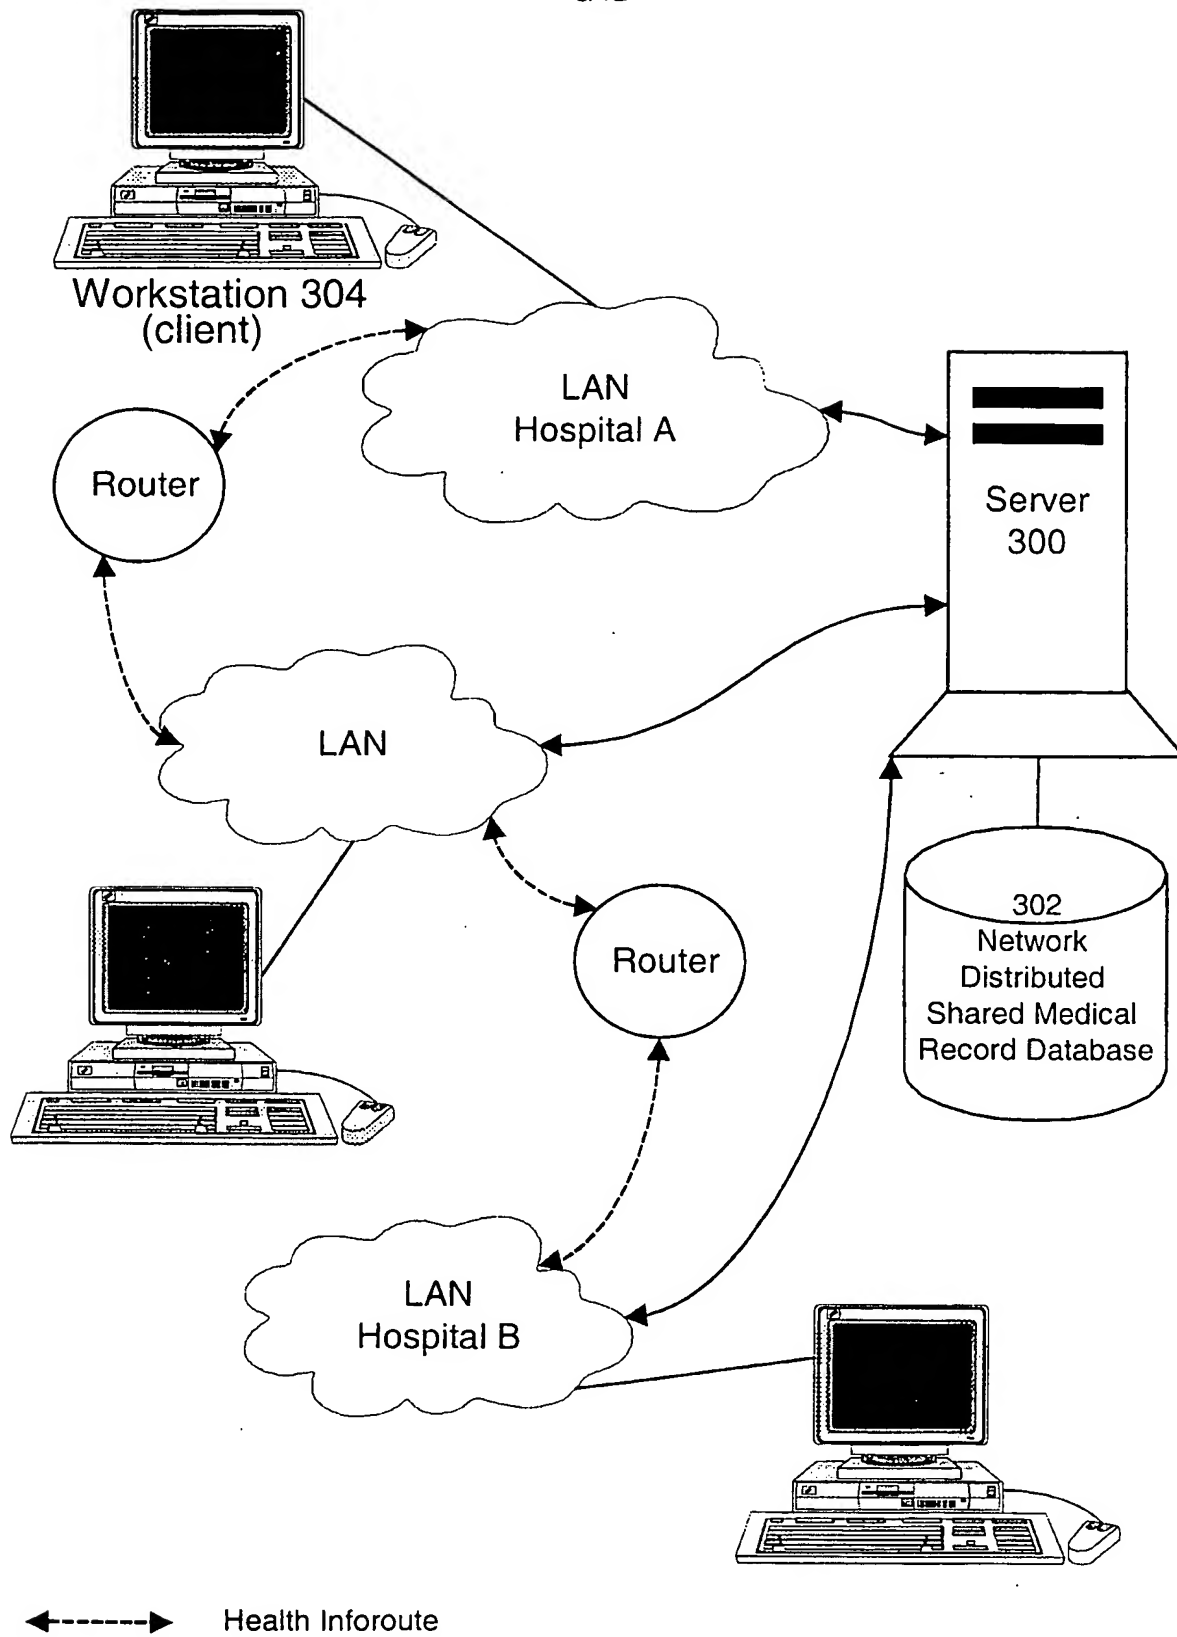 Workstation 304
(client)
LAN
Hospital A
Router
Server
300
LAN
302
Network
Distributed
Shared Medical
Record Database
Router
LAN
Hospital B
Health Inforoute